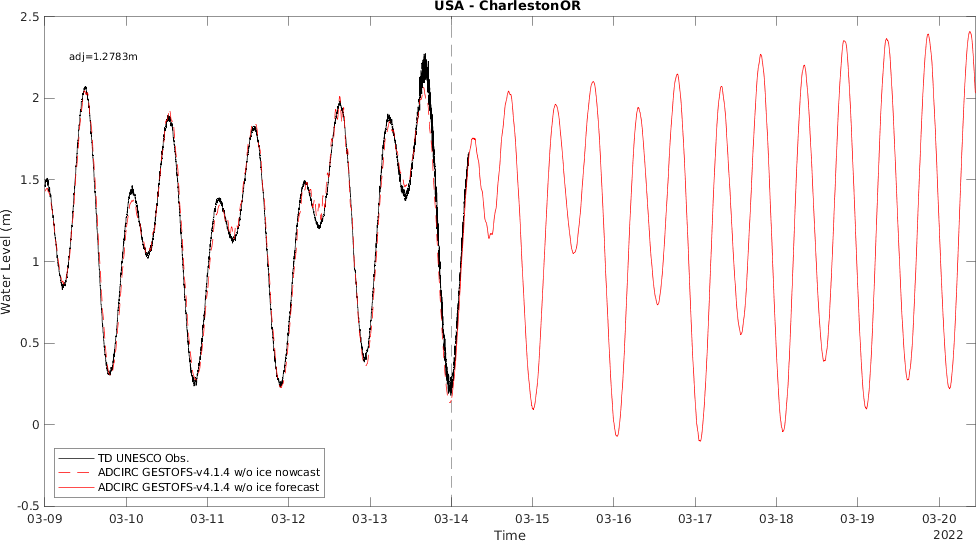 USA - CharlestonOR
adj=1.2783m
2.5
2
1.5
1
0.5
0
-0.5
Water Level (m)
TD UNESCO Obs.
ADCIRC GESTOFS-v4.1.4 w/o ice nowcast
ADCIRC GESTOFS-v4.1.4 w/o ice forecast
03-09 03-10 03-11 03-12 03-13 03-14 03-15 03-16 03-17 03-18 03-19 03-20
Time
2022